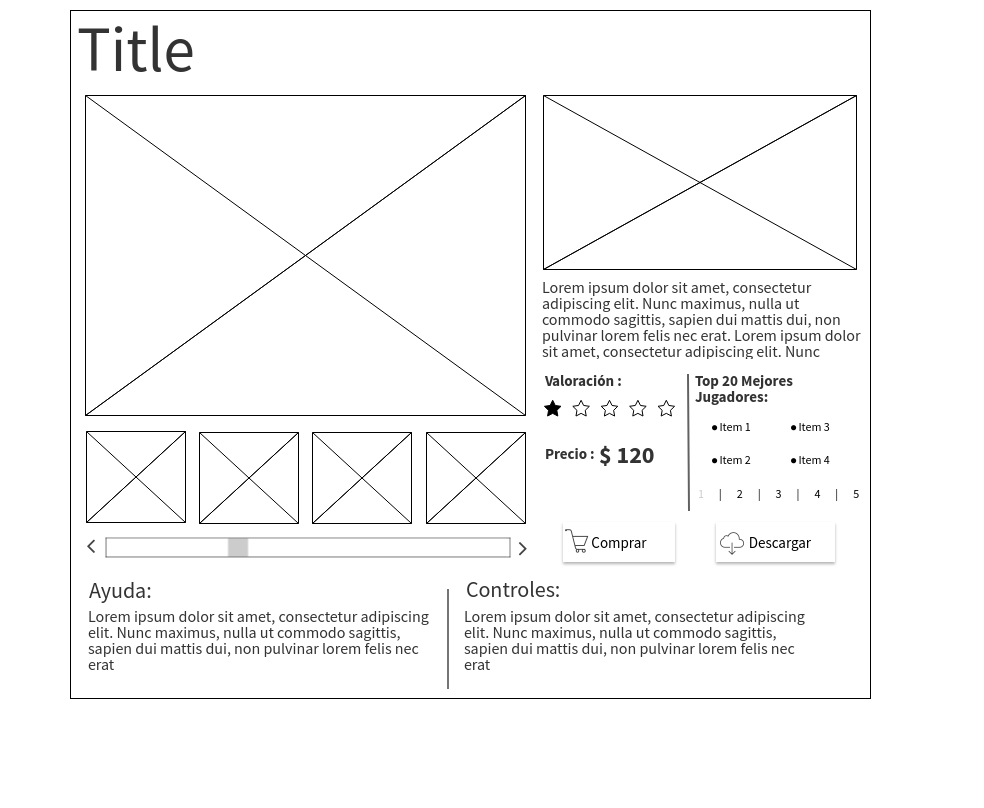 Title
Lorem ipsum dolor sit amet, consectetur
adipiscing elit. Nunc maximus, nulla ut
commodo sagittis, sapien dui mattis dui, non
pulvinar lorem felis nec erat. Lorem ipsum dolor
sit amet, consectetur adipiscing elit. Nunc
Valoración :
Precio : $ 120
Top 20 Mejores
Jugadores:
Item 1 Item 3
Item 2 Item 4
1 | 2 | 3 | 4 | 5
Comprar Descargar
Ayuda:
Lorem ipsum dolor sit amet, consectetur adipiscing
elit. Nunc maximus, nulla ut commodo sagittis,
sapien dui mattis dui, non pulvinar lorem felis nec
erat
Controles:
Lorem ipsum dolor sit amet, consectetur adipiscing
elit. Nunc maximus, nulla ut commodo sagittis,
sapien dui mattis dui, non pulvinar lorem felis nec
erat